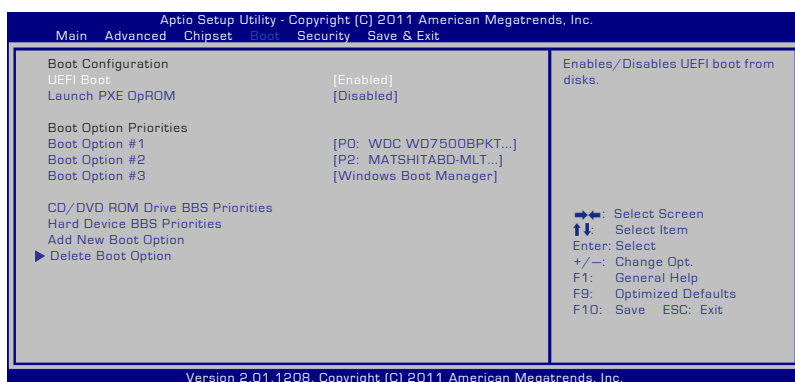 Aptio Setup Utility - Copyright (C) 2011 American Megatrends, Inc.
Main Advanced Chipset Boot Security Save & Exit
Boot Configuration
UEFI Boot [Enabled]
Launch PXE OpROM [Disabled]
Boot Option Priorities
Boot Option #1 [P0: WDC WD7500BPKT...]
Boot Option #2 [P2: MATSHITABD-MLT...]
Boot Option #3 [Windows Boot Manager]
CD/DVD ROM Drive BBS Priorities
Hard Device BBS Priorities
Add New Boot Option
Delete Boot Option
Enables/Disables UEFI boot from
disks.
: Select Screen
: Select Item
Enter: Select
+/—: Change Opt.
F1: General Help
F9: Optimized Defaults
F10: Save ESC: Exit
Version 2.01.1208. Copyright (C) 2011 American Megatrends, Inc.